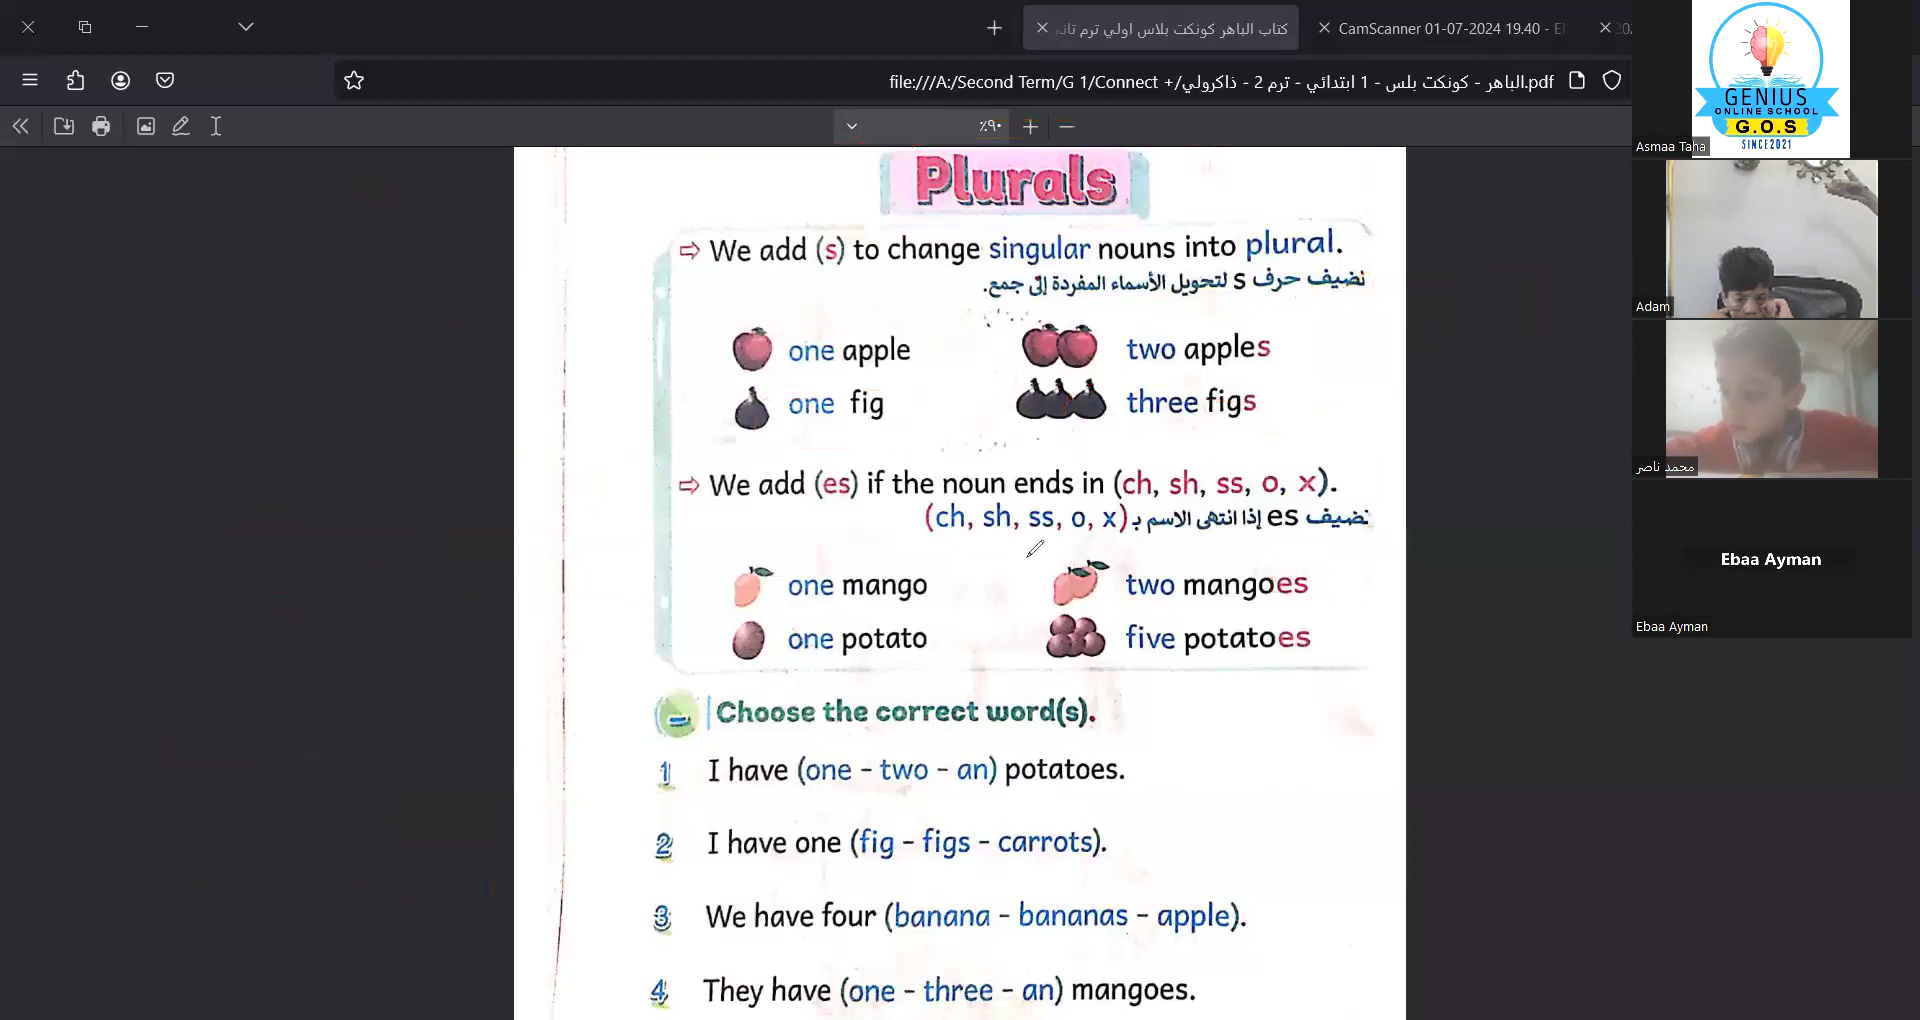 كتاب الباهر كونكت بلاس اولي ترم تاني
CamScanner 01-07-2024 19.40 - El
file:///A:/Second Term/G 1/Connect +/الباهر - كونكت بلس - 1 ابتدائي - ترم 2 - ذاكرولي.pdf
٪٩٠
GENIUS
ONLINE SCHOOL
G.O.S
SINCE2021
Asmaa Taha
Adam
محمد ناصر
Ebaa Ayman
Ebaa Ayman
Plurals
⇨ We add (s) to change singular nouns into plural.
نضيف حرف s لتحويل الأسماء المفردة إلى جمع.
one apple two apples
one fig three figs
⇨ We add (es) if the noun ends in (ch, sh, ss, o, x).
نضيف es إذا انتهى الاسم بـ (ch, sh, ss, o, x)
one mango two mangoes
one potato five potatoes
Choose the correct word(s).
1 I have (one - two - an) potatoes.
2 I have one (fig - figs - carrots).
3 We have four (banana - bananas - apple).
4 They have (one - three - an) mangoes.